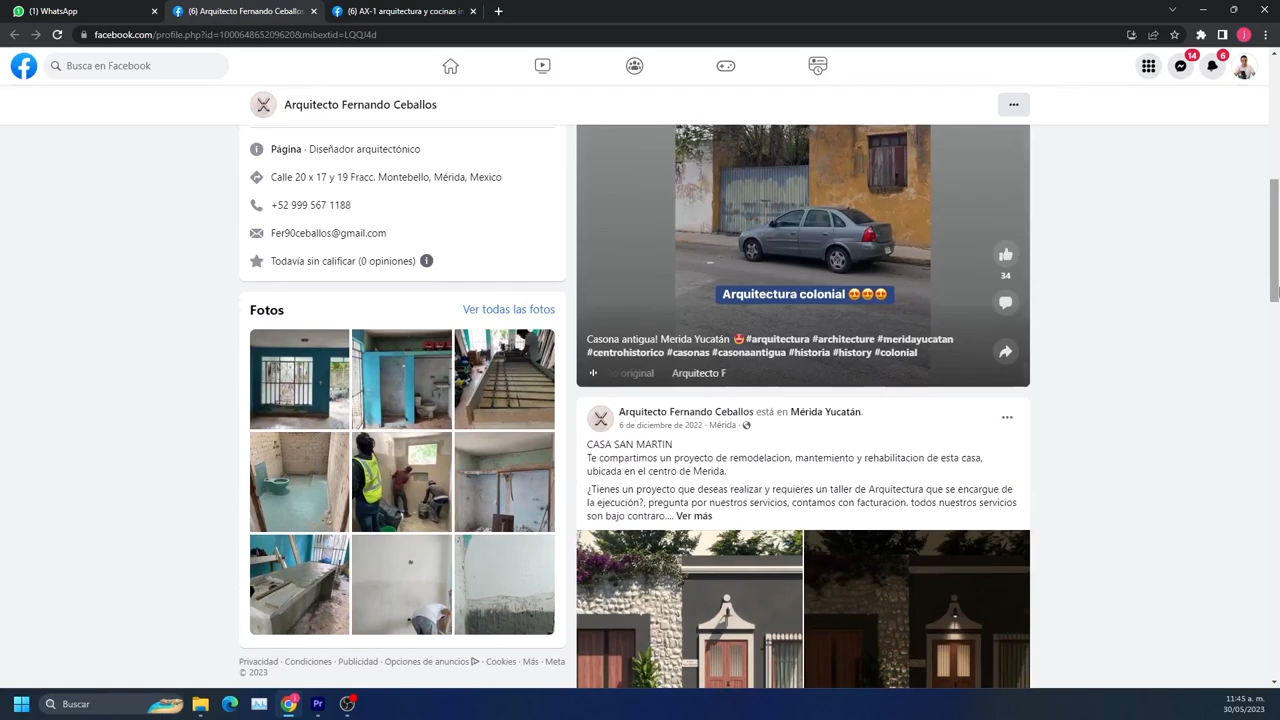 (1) WhatsApp
(6) Arquitecto Fernando Ceballos
(6) AX-1 arquitectura y cocinas in
facebook.com/profile.php?id=100064865209620&mibextid=LQQJ4d
j
Busca en Facebook
14
6
Arquitecto Fernando Ceballos
Página · Diseñador arquitectónico
Calle 20 x 17 y 19 Fracc. Montebello, Mérida, Mexico
+52 999 567 1188
Fer90ceballos@gmail.com
Todavía sin calificar (0 opiniones)
Fotos
Ver todas las fotos
Privacidad · Condiciones · Publicidad · Opciones de anuncios · Cookies · Más · Meta
© 2023
34
Arquitectura colonial 😍😍😍
Casona antigua! Merida Yucatán 🤩#arquitectura #architecture #meridayucatan
#centrohistorico #casonas #casonaantigua #historia #history #colonial
original Arquitecto F
Arquitecto Fernando Ceballos está en Mérida Yucatán.
6 de diciembre de 2022 · Mérida ·
CASA SAN MARTIN
Te compartimos un proyecto de remodelacion, mantemiento y rehabilitacion de esta casa,
ubicada en el centro de Merida.
¿Tienes un proyecto que deseas realizar y requieres un taller de Arquitectura que se encargue de
la ejecución?, pregunta por nuestros servicios, contamos con facturacion. todos nuestros servicios
son bajo contraro.... Ver más
Buscar
Pr
11:45 a. m.
30/05/2023